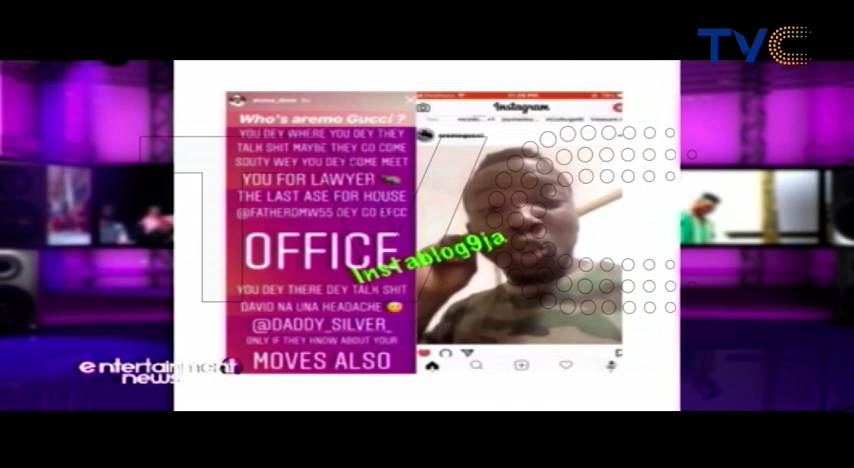 TVC
Who's aremo Gucci ?
YOU DEY WHERE YOU DEY THEY
TALK SHIT MAYBE THEY GO COME
SOUTY WEY YOU DEY COME MEET
YOU FOR LAWYER
THE LAST ASE FOR HOUSE
@FATHERDMW55 DEY GO EFCC
OFFICE
YOU DEY THERE DEY TALK SHIT
DAVID NA UNA HEADACHE
@DADDY_SILVER_
ONLY IF THEY KNOW ABOUT YOUR
MOVES ALSO
Instagram
aremogucci
Instablog9ja
entertainment
news